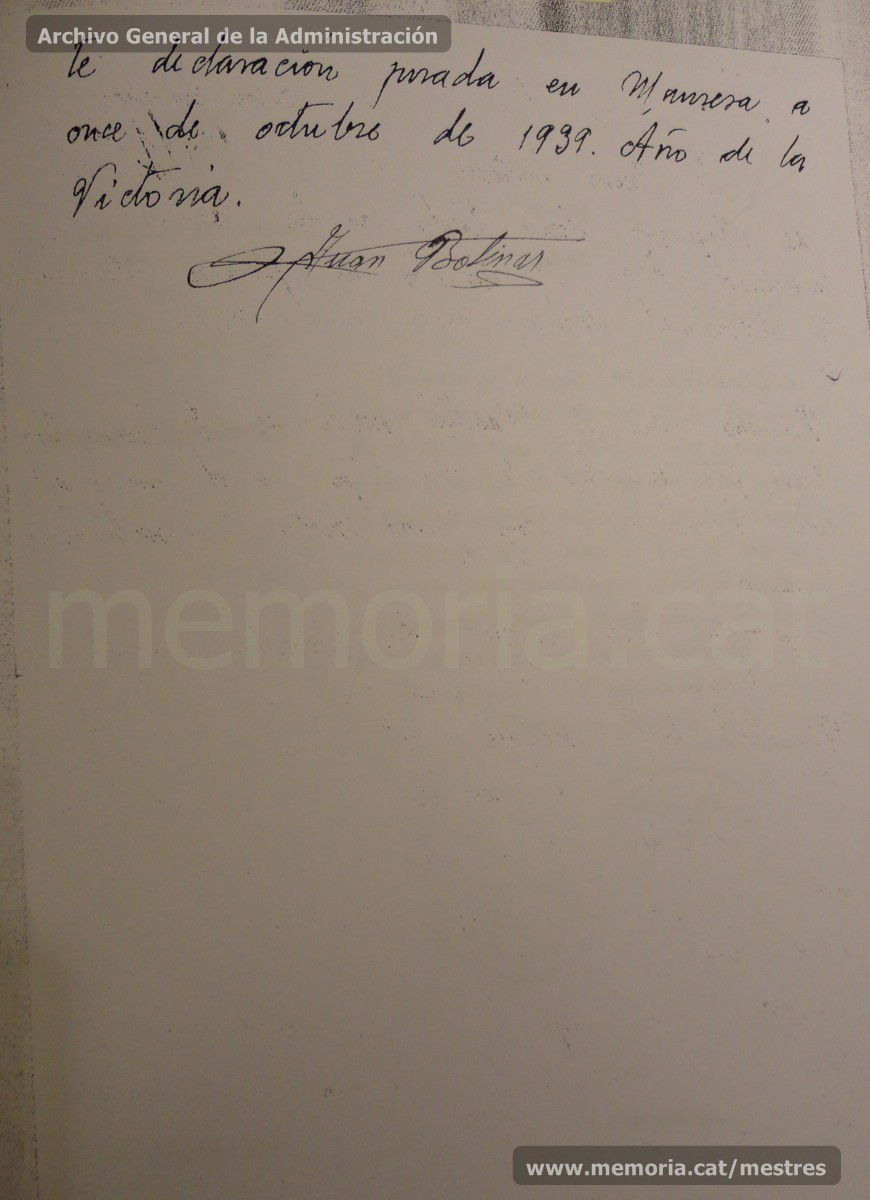 Archivo General de la Administración
te declaración jurada en Manresa a
once de octubre de 1939. Año de la
Victoria.
Juan Bolinas
memoria.cat
www.memoria.cat/mestres